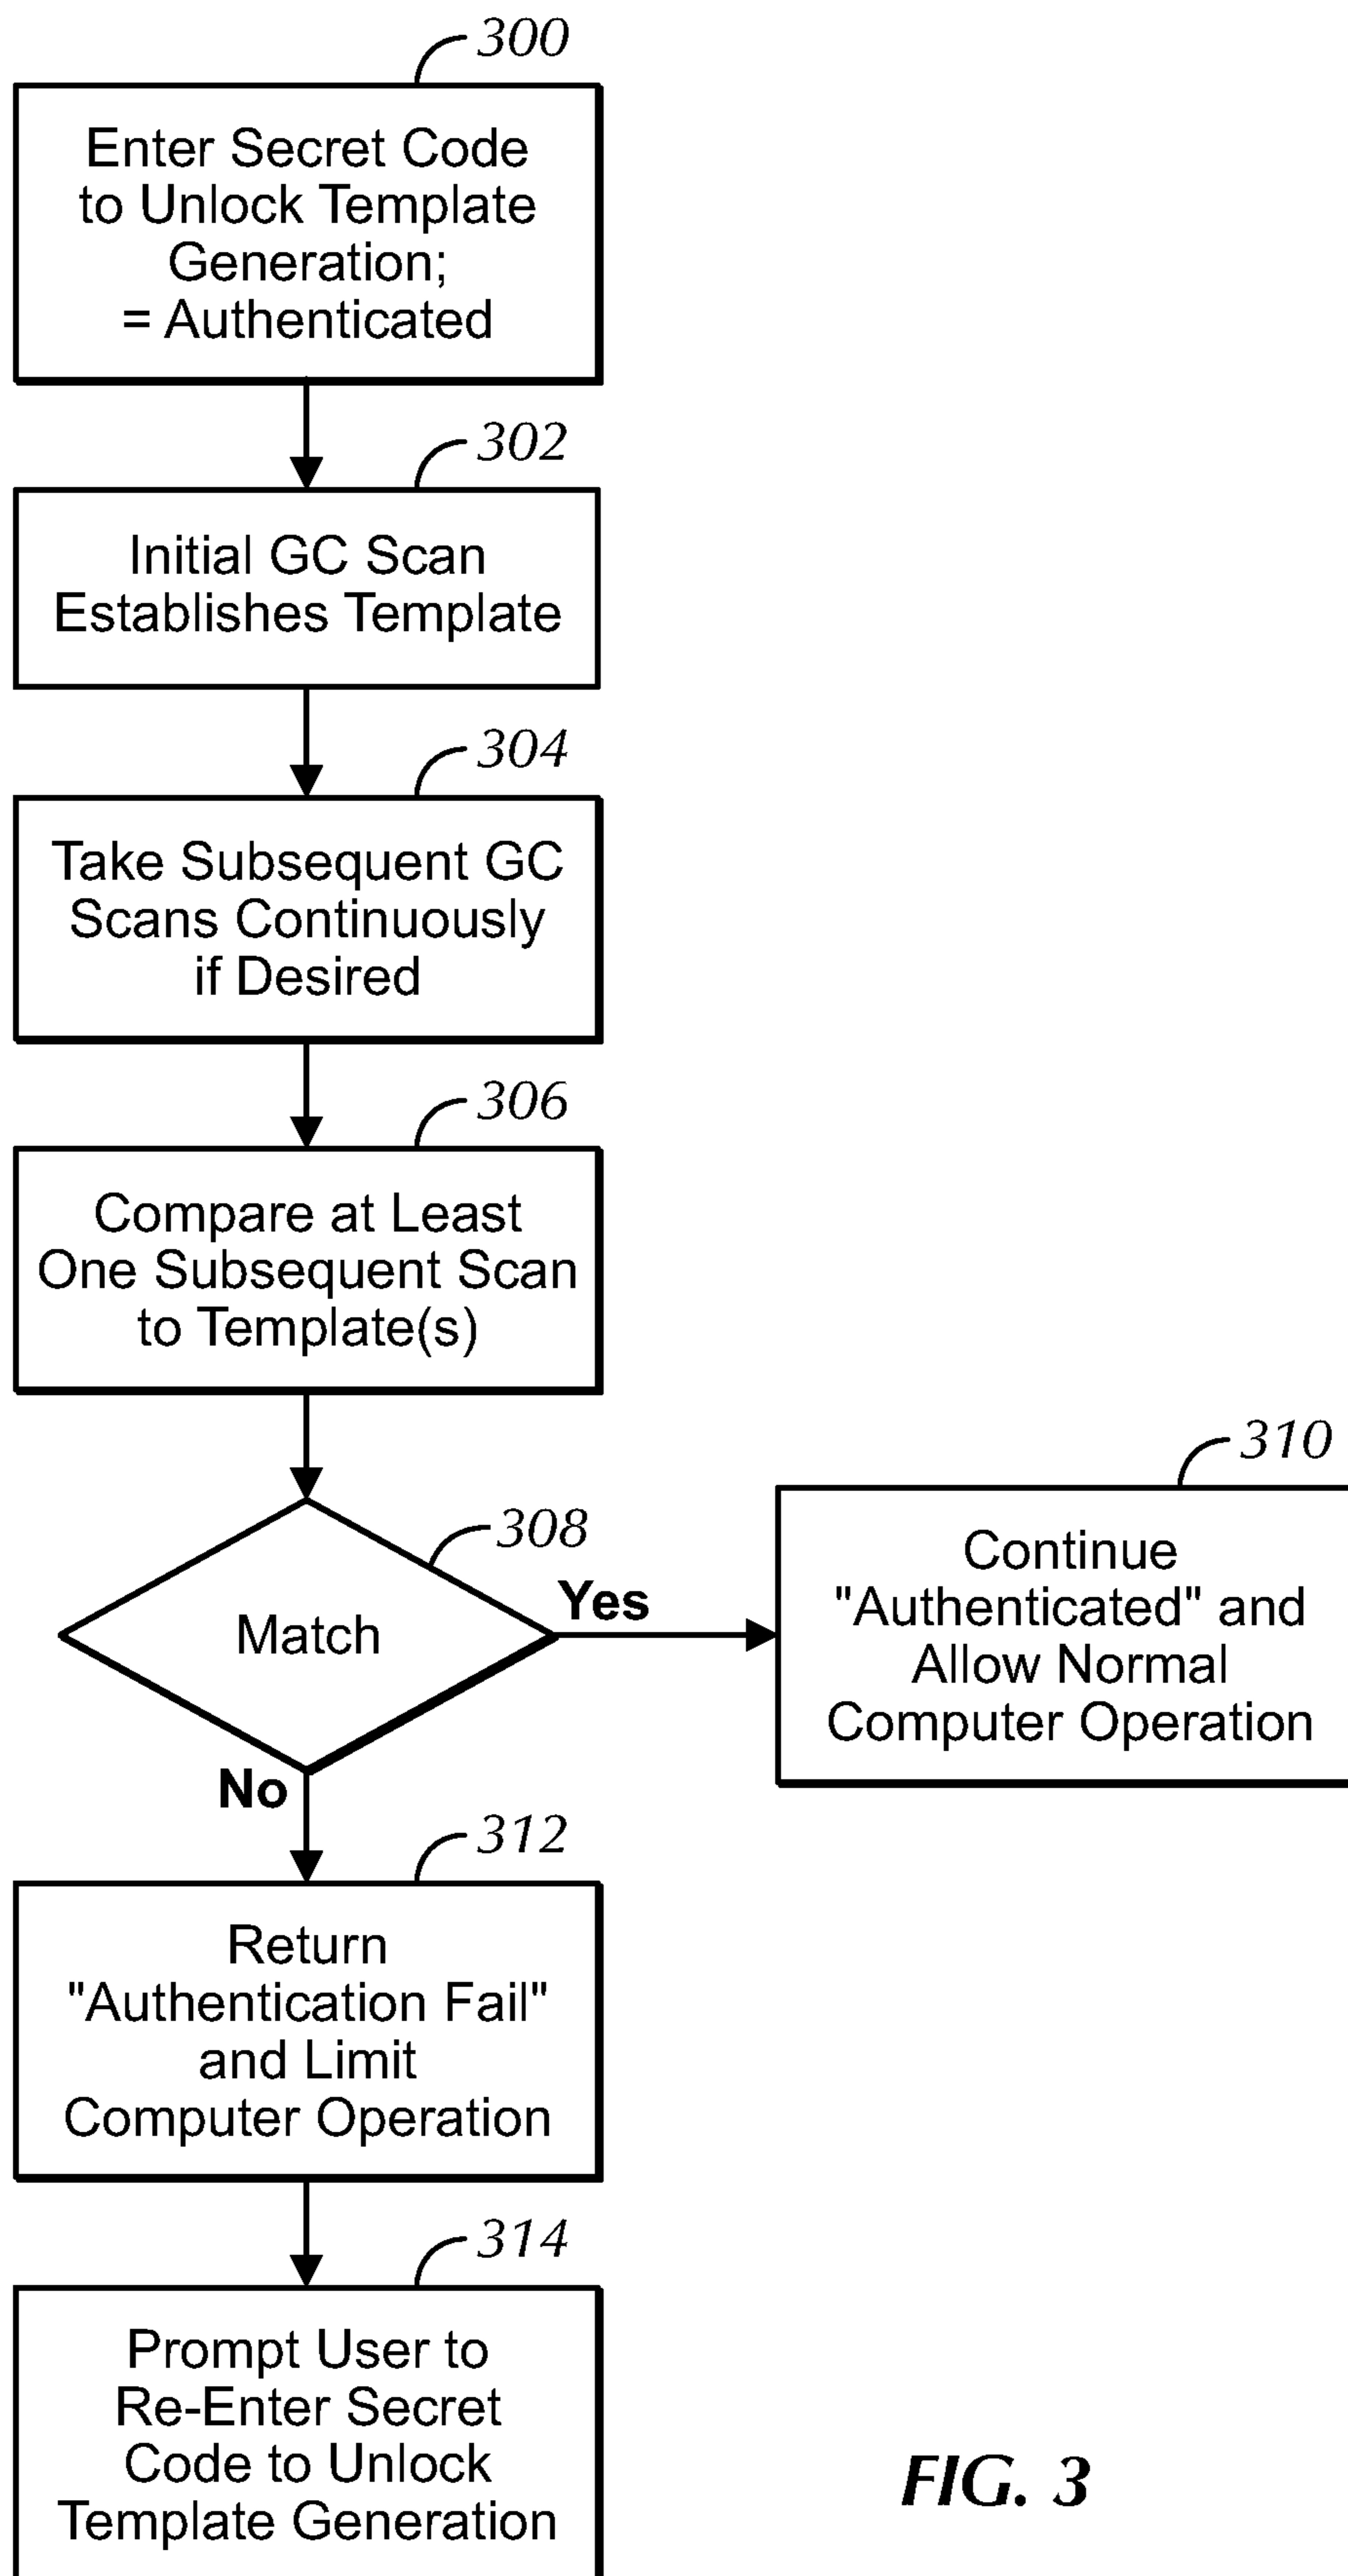 300
Enter Secret Code
to Unlock Template
Generation;
= Authenticated
302
Initial GC Scan
Establishes Template
304
Take Subsequent GC
Scans Continuously
if Desired
306
Compare at Least
One Subsequent Scan
to Template(s)
308
Match
Yes
310
Continue
"Authenticated" and
Allow Normal
Computer Operation
No
312
Return
"Authentication Fail"
and Limit
Computer Operation
314
Prompt User to
Re-Enter Secret
Code to Unlock
Template Generation
FIG. 3